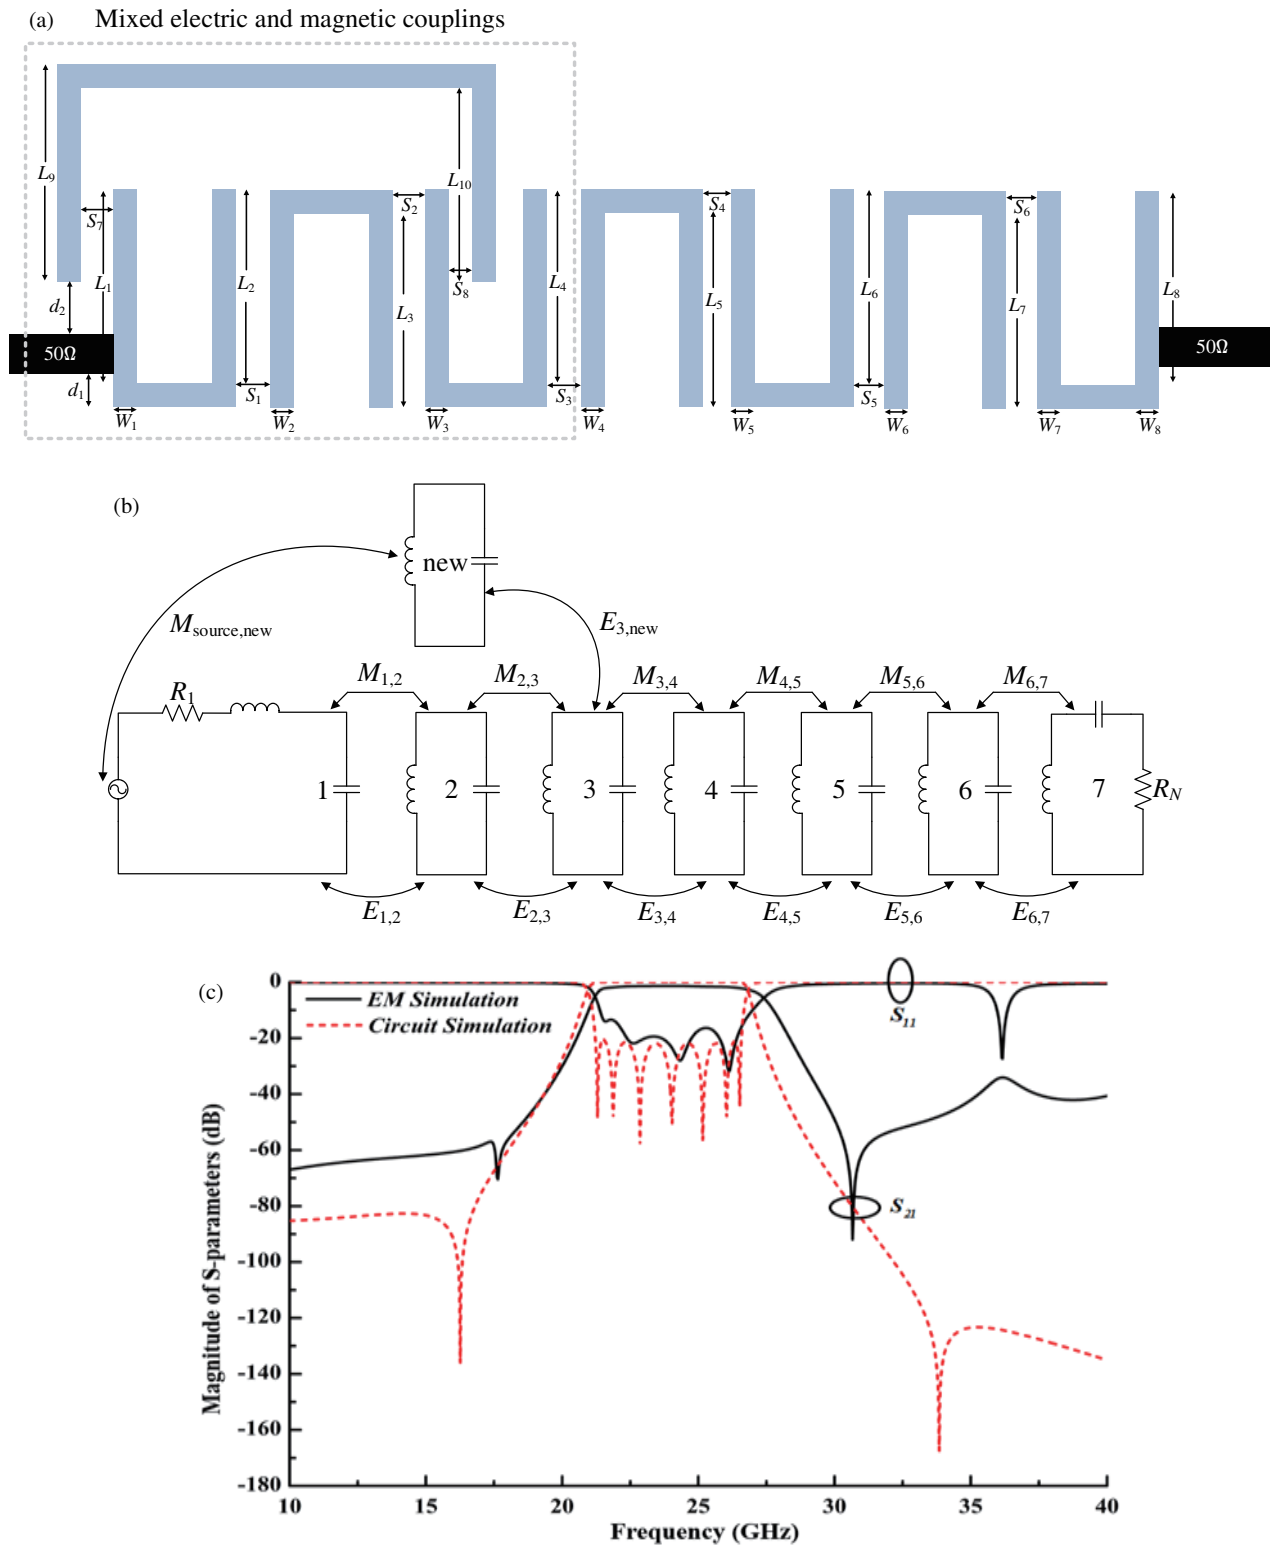 (a) Mixed electric and magnetic couplings
L9
S7
L1
d2
50Ω
d1
W1
L2
S1
W2
S2
L3
L10
S8
W3
L4
S3
W4
S4
L5
W5
L6
S5
W6
S6
L7
W7
L8
W8
50Ω
(b)
new
Msource,new
E3,new
M1,2 M2,3 M3,4 M4,5 M5,6 M6,7
R1
1 2 3 4 5 6 7 RN
E1,2 E2,3 E3,4 E4,5 E5,6 E6,7
(c)
EM Simulation
Circuit Simulation
S11
S21
Magnitude of S-parameters (dB)
0
-20
-40
-60
-80
-100
-120
-140
-160
-180
10 15 20 25 30 35 40
Frequency (GHz)